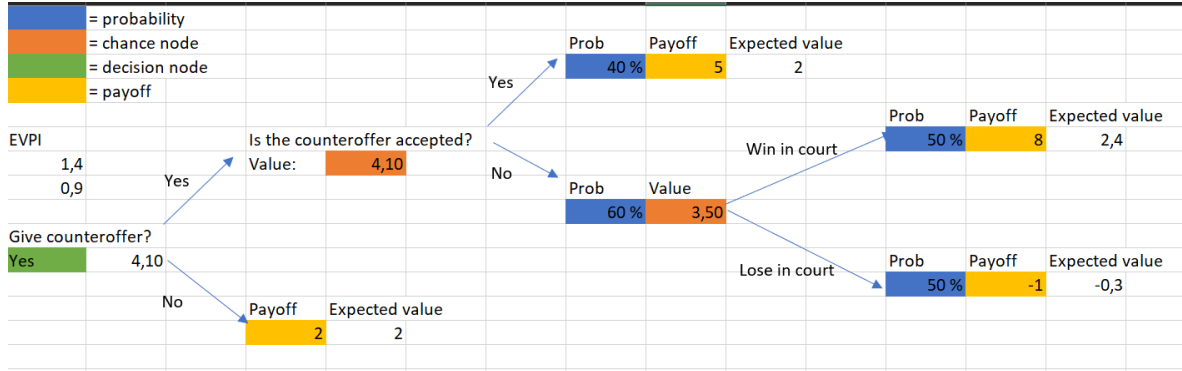 = probability
= chance node
Prob Payoff Expected value
= decision node
40 % 5 2
Yes
= payoff
Prob Payoff Expected value
EVPI
Is the counteroffer accepted?
50 % 8 2,4
Win in court
1,4
Value: 4,10
No
Yes
0,9
Prob Value
60 % 3,50
Give counteroffer?
Yes 4,10
Prob Payoff Expected value
Lose in court
50 % -1 -0,3
No
Payoff Expected value
2 2